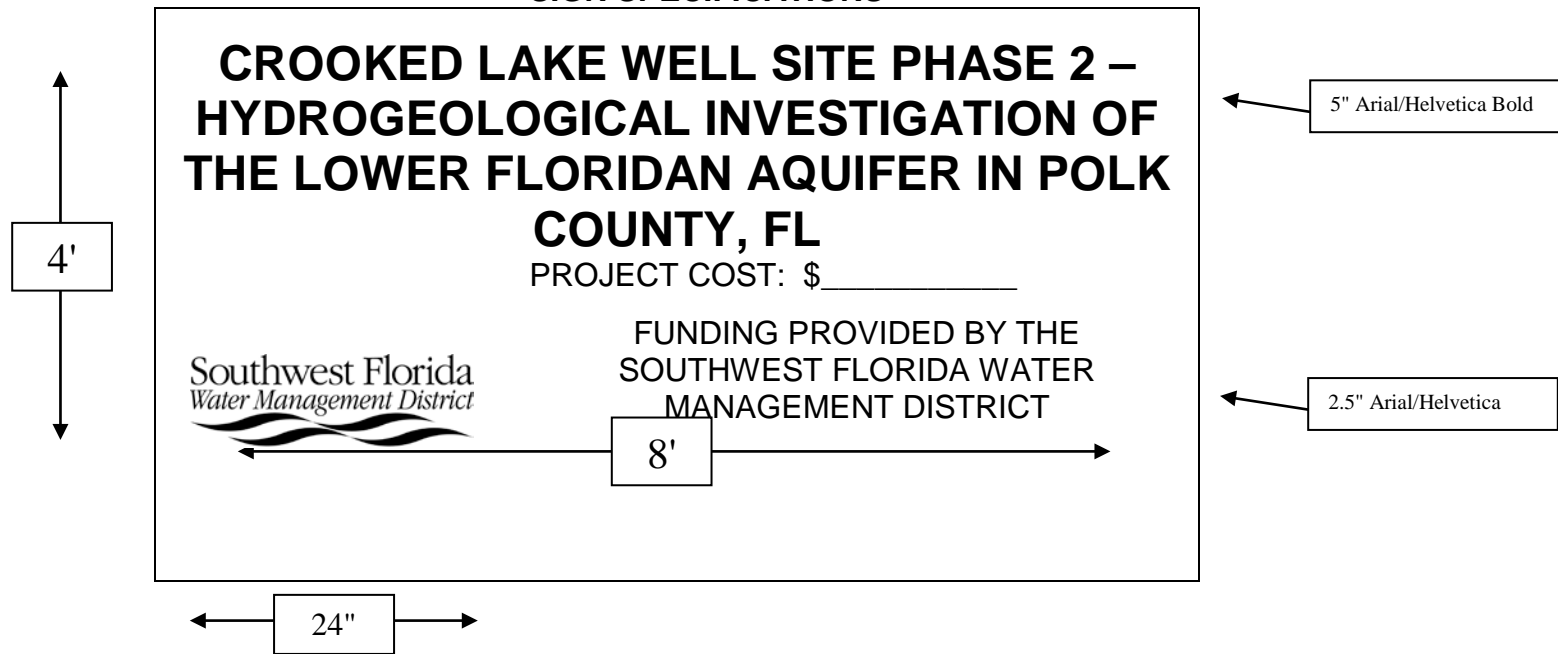 SIGN SPECIFICATIONS
CROOKED LAKE WELL SITE PHASE 2 –
HYDROGEOLOGICAL INVESTIGATION OF
THE LOWER FLORIDAN AQUIFER IN POLK
COUNTY, FL
PROJECT COST: $___________
5" Arial/Helvetica Bold
4'
FUNDING PROVIDED BY THE
SOUTHWEST FLORIDA WATER
MANAGEMENT DISTRICT
Southwest Florida
Water Management District
2.5" Arial/Helvetica
8'
24"